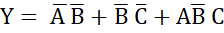 Y = A̅ B̅ + B̅ C̅ + AB̅ C